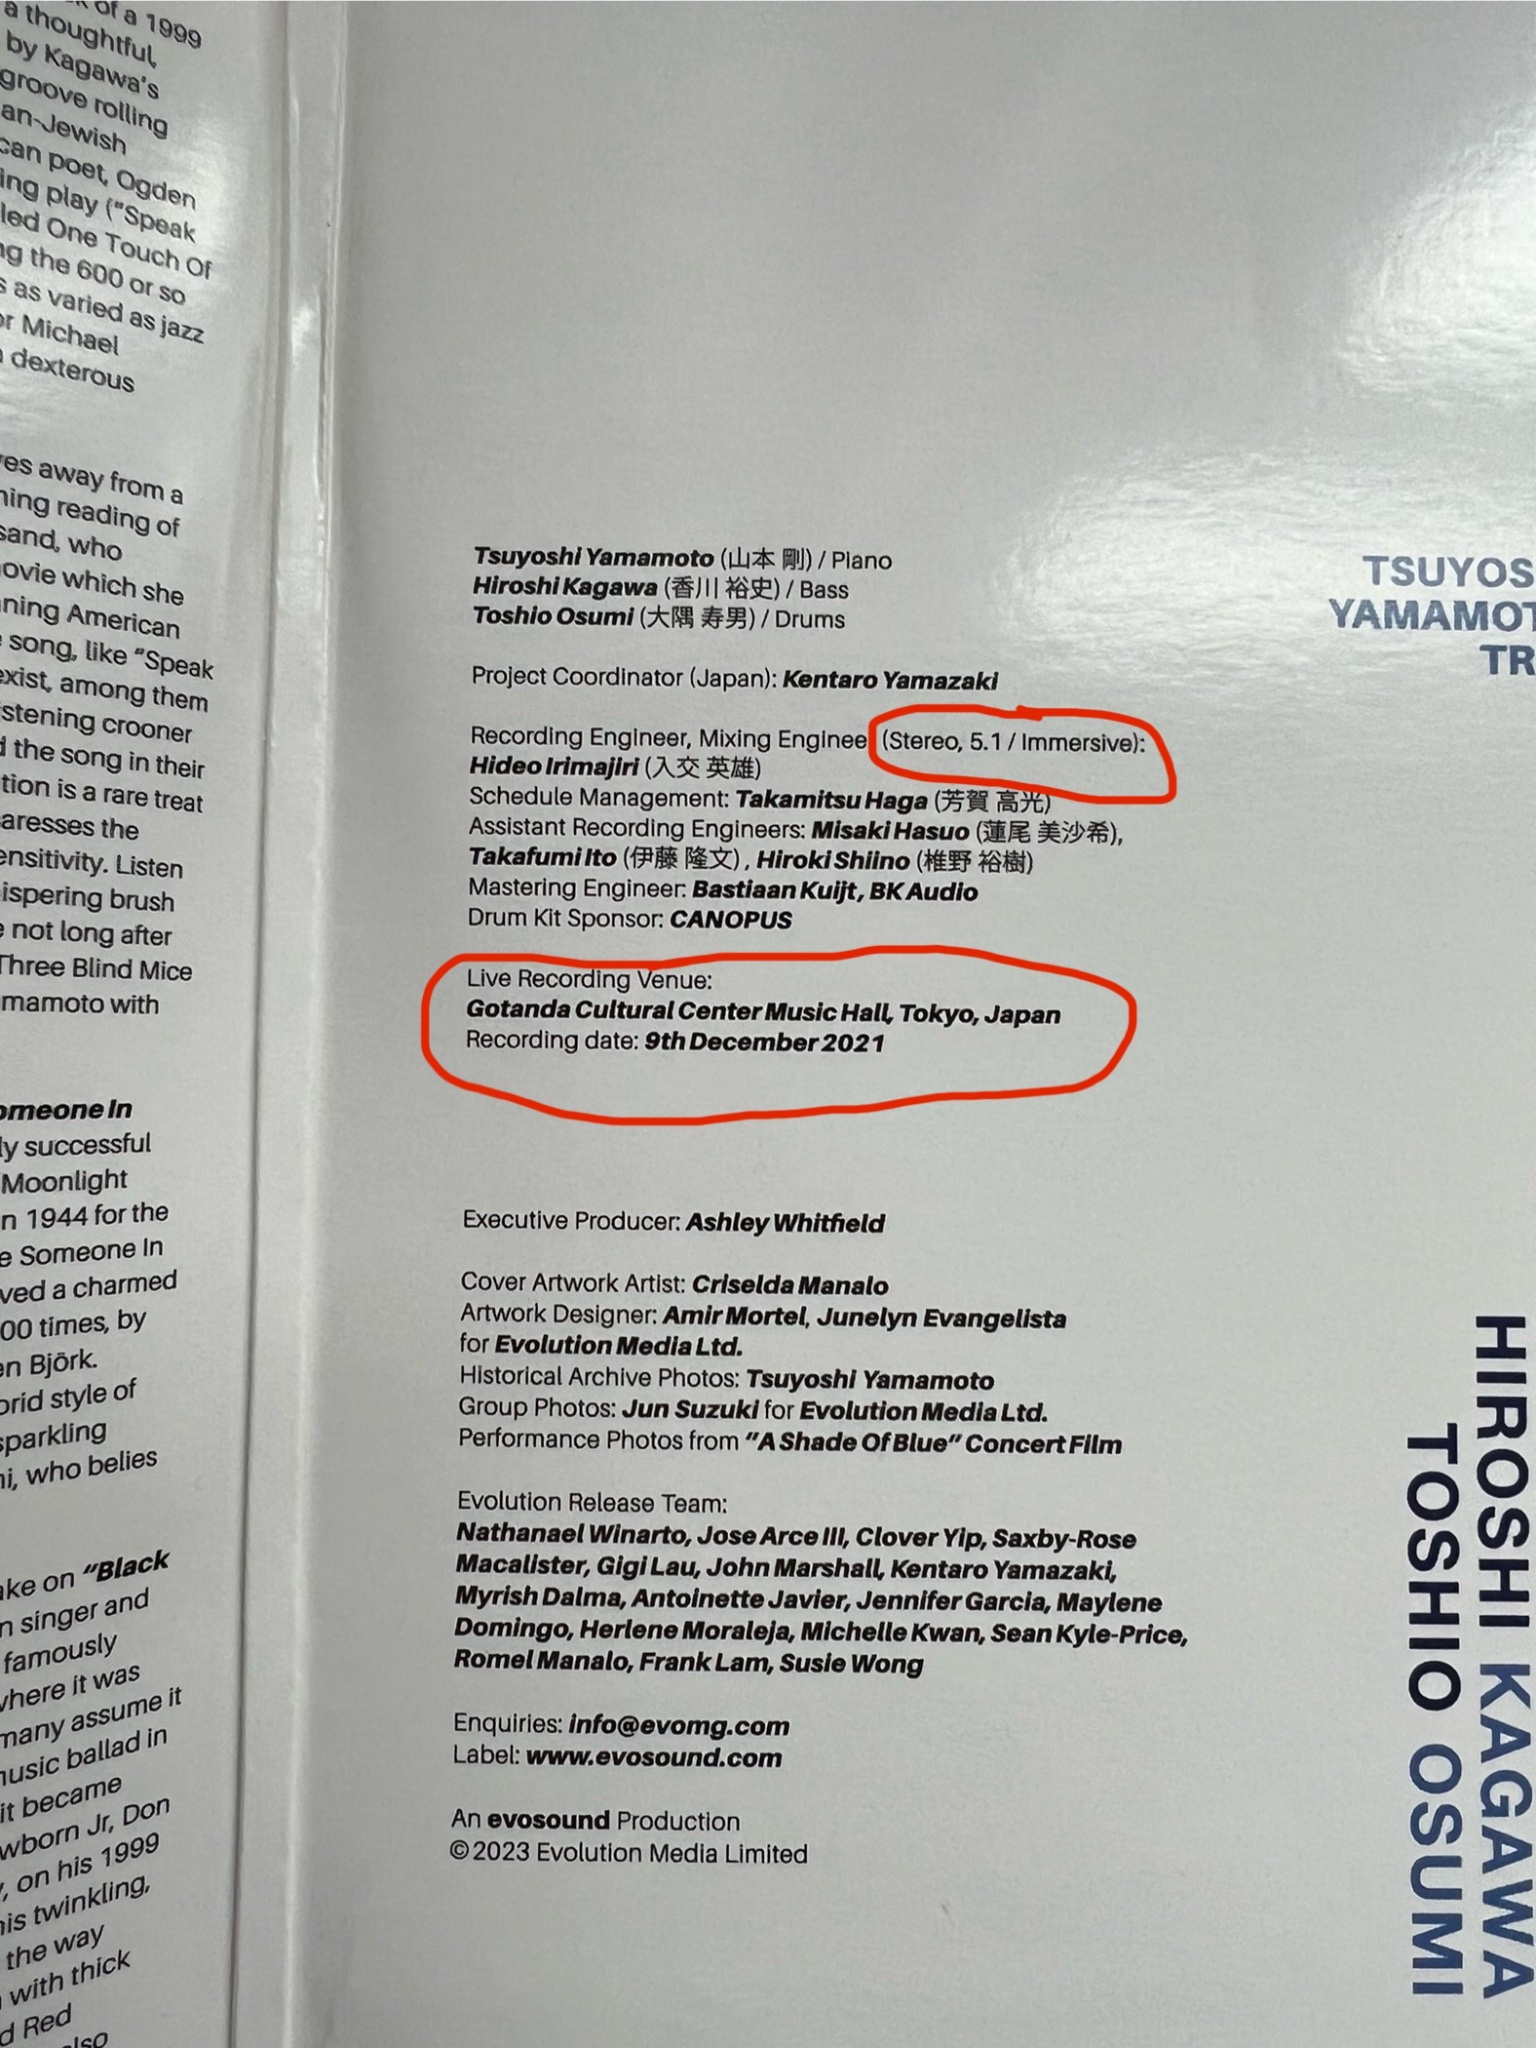 of a 1999
a thoughtful,
by Kagawa's
groove rolling
an-Jewish
can poet, Ogden
ing play ("Speak
led One Touch Of
ng the 600 or so
s as varied as jazz
or Michael
dexterous
res away from a
ning reading of
sand, who
ovie which she
ning American
song, like "Speak
exist, among them
istening crooner
d the song in their
tion is a rare treat
aresses the
ensitivity. Listen
ispering brush
e not long after
Three Blind Mice
mamoto with
omeone In
ly successful
Moonlight
n 1944 for the
e Someone In
ved a charmed
00 times, by
en Björk.
orid style of
sparkling
ni, who belies
ake on "Black
n singer and
famously
where it was
many assume it
music ballad in
it became
wborn Jr, Don
, on his 1999
his twinkling,
the way
with thick
d Red
also
Tsuyoshi Yamamoto (山本 剛) / Piano
Hiroshi Kagawa (香川 裕史) / Bass
Toshio Osumi (大隅 寿男) / Drums
Project Coordinator (Japan): Kentaro Yamazaki
Recording Engineer, Mixing Enginee (Stereo, 5.1 / Immersive):
Hideo Irimajiri (入交 英雄)
Schedule Management: Takamitsu Haga (芳賀 高光)
Assistant Recording Engineers: Misaki Hasuo (蓮尾 美沙希),
Takafumi Ito (伊藤 隆文) , Hiroki Shiino (椎野 裕樹)
Mastering Engineer: Bastiaan Kuijt, BK Audio
Drum Kit Sponsor: CANOPUS
Live Recording Venue:
Gotanda Cultural Center Music Hall, Tokyo, Japan
Recording date: 9th December 2021
Executive Producer: Ashley Whitfield
Cover Artwork Artist: Criselda Manalo
Artwork Designer: Amir Mortel, Junelyn Evangelista
for Evolution Media Ltd.
Historical Archive Photos: Tsuyoshi Yamamoto
Group Photos: Jun Suzuki for Evolution Media Ltd.
Performance Photos from "A Shade Of Blue" Concert Film
Evolution Release Team:
Nathanael Winarto, Jose Arce III, Clover Yip, Saxby-Rose
Macalister, Gigi Lau, John Marshall, Kentaro Yamazaki,
Myrish Dalma, Antoinette Javier, Jennifer Garcia, Maylene
Domingo, Herlene Moraleja, Michelle Kwan, Sean Kyle-Price,
Romel Manalo, Frank Lam, Susie Wong
Enquiries: info@evomg.com
Label: www.evosound.com
An evosound Production
©2023 Evolution Media Limited
TSUYOS
YAMAMOT
TR
HIROSHI KAGAWA
TOSHIO OSUMI